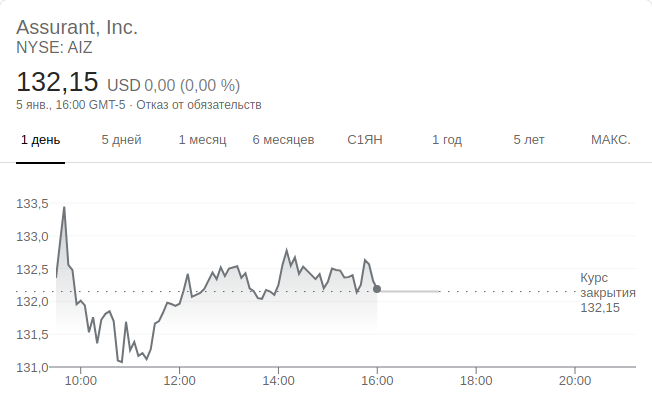 Assurant, Inc.
NYSE: AIZ
132,15 USD 0,00 (0,00 %)
5 янв., 16:00 GMT-5 · Отказ от обязательств
1 день 5 дней 1 месяц 6 месяцев С1ЯН 1 год 5 лет МАКС.
133,5
133,0
132,5
132,0
131,5
131,0
Курс
закрытия
132,15
10:00 12:00 14:00 16:00 18:00 20:00